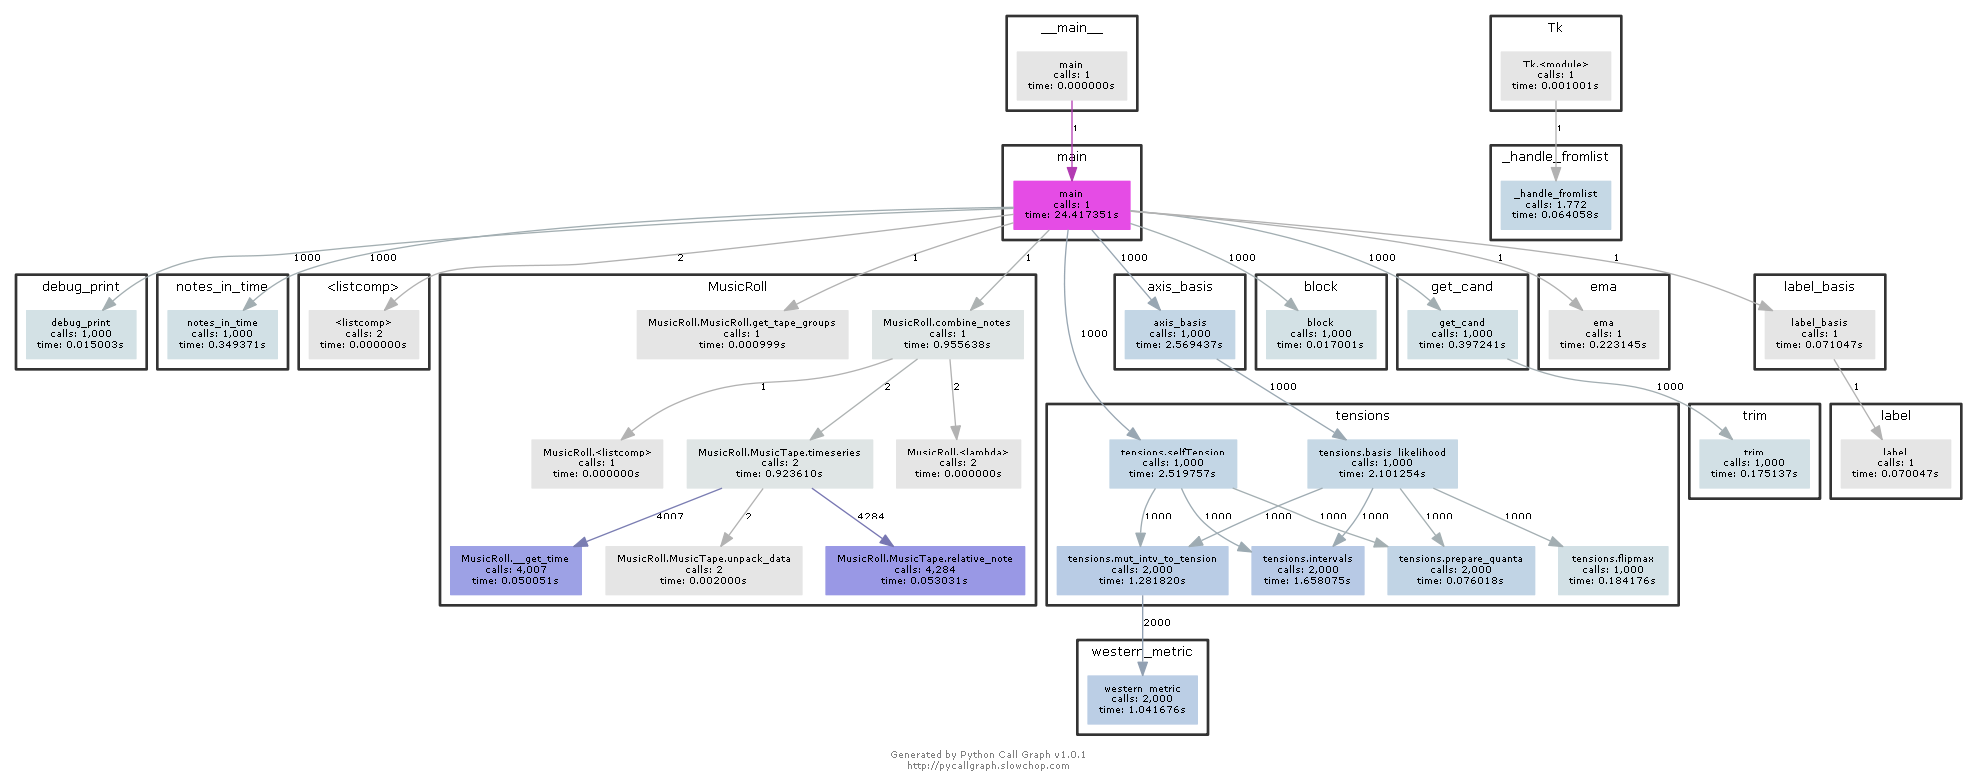 __main__
main
calls: 1
time: 0.000000s
Tk
Tk.<module>
calls: 1
time: 0.001001s
1
1
main
main
calls: 1
time: 24.417351s
_handle_fromlist
_handle_fromlist
calls: 1,772
time: 0.064058s
1000
1000
2
1
1
1000
1000
1000
1000
1
1
debug_print
debug_print
calls: 1,000
time: 0.015003s
notes_in_time
notes_in_time
calls: 1,000
time: 0.349371s
<listcomp>
<listcomp>
calls: 2
time: 0.000000s
MusicRoll
MusicRoll.MusicRoll.get_tape_groups
calls: 1
time: 0.000999s
MusicRoll.combine_notes
calls: 1
time: 0.955638s
axis_basis
axis_basis
calls: 1,000
time: 2.569437s
block
block
calls: 1,000
time: 0.017001s
get_cand
get_cand
calls: 1,000
time: 0.397241s
ema
ema
calls: 1
time: 0.223145s
label_basis
label_basis
calls: 1
time: 0.071047s
1
2
2
1000
1000
1
MusicRoll.<listcomp>
calls: 1
time: 0.000000s
MusicRoll.MusicTape.timeseries
calls: 2
time: 0.923610s
MusicRoll.<lambda>
calls: 2
time: 0.000000s
tensions
tensions.selfTension
calls: 1,000
time: 2.519757s
tensions.basis_likelihood
calls: 1,000
time: 2.101254s
trim
trim
calls: 1,000
time: 0.175137s
label
label
calls: 1
time: 0.070047s
4007
2
4284
1000
1000
1000
1000
1000
1000
1000
MusicRoll.__get_time
calls: 4,007
time: 0.050051s
MusicRoll.MusicTape.unpack_data
calls: 2
time: 0.002000s
MusicRoll.MusicTape.relative_note
calls: 4,284
time: 0.053031s
tensions.mut_intv_to_tension
calls: 2,000
time: 1.281820s
tensions.intervals
calls: 2,000
time: 1.658075s
tensions.prepare_quanta
calls: 2,000
time: 0.076018s
tensions.flipmax
calls: 1,000
time: 0.184176s
2000
western_metric
western_metric
calls: 2,000
time: 1.041676s
Generated by Python Call Graph v1.0.1
http://pycallgraph.slowchop.com